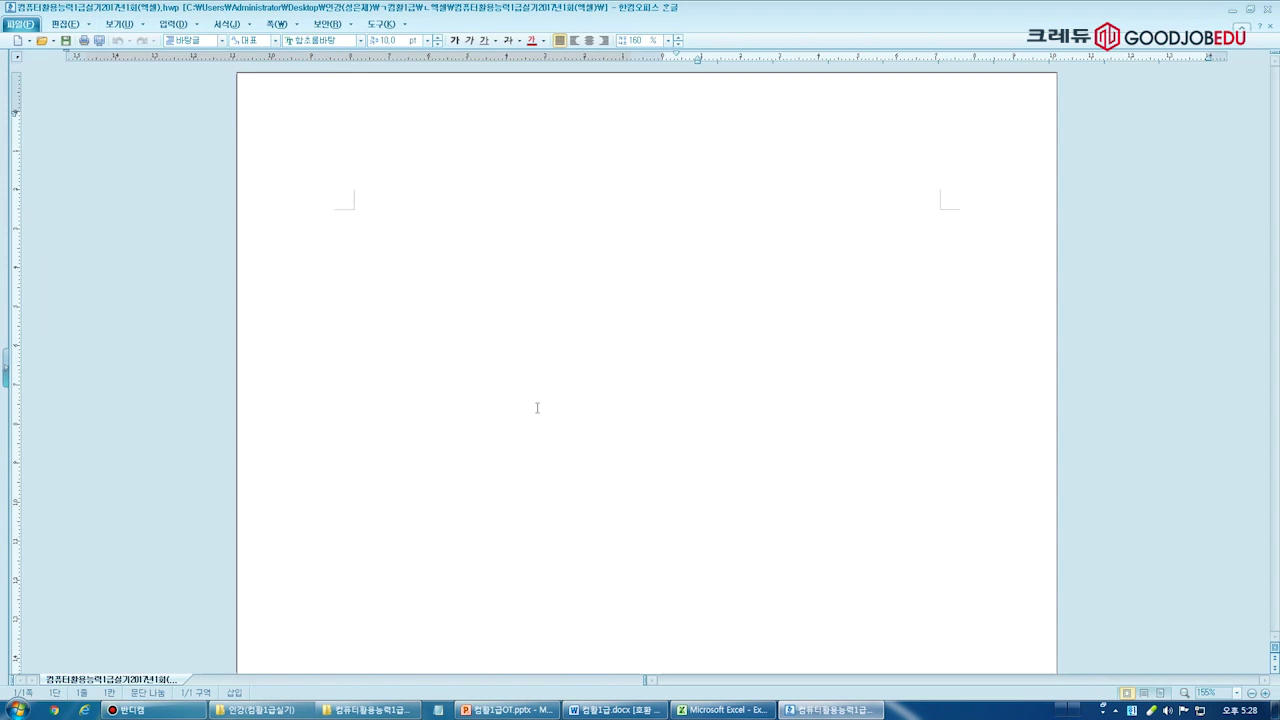 컴퓨터활용능력1급실기2017년1회(엑셀).hwp [C:\Users\Administrator\Desktop\인강(성은제)\ㄱ컴활1급\ㄷ.엑셀\컴퓨터활용능력1급실기2017년1회(엑셀)\] - 한컴오피스 한글
파일(F) 편집(E) 보기(U) 입력(D) 서식(J) 쪽(W) 보안(R) 도구(K)
바탕글 대표 함초롬바탕 10.0 pt 가 가 가 가 가 160 %
크레듀 GOODJOBEDU
컴퓨터활용능력1급실기2017년1회(...
1/1쪽 1단 1줄 1칸 문단 나눔 1/1 구역 삽입 155%
반디캠 인강(컴활1급실기) 컴퓨터활용능력1급... 컴활1급OT.pptx - M... 컴활1급.docx [호환 ... Microsoft Excel - Ex... 컴퓨터활용능력1급... 오후 5:28